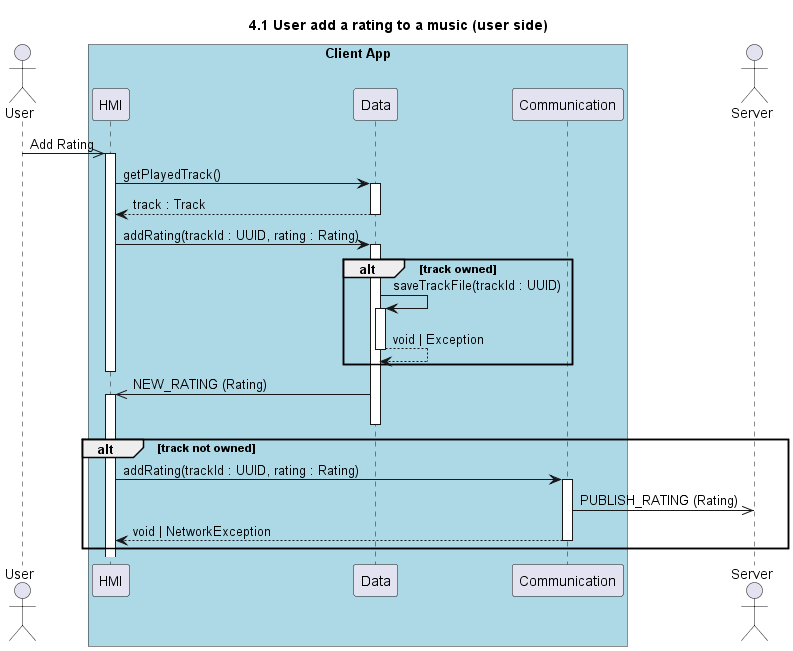 4.1 User add a rating to a music (user side)
Client App
User
HMI
Data
Communication
Server
Add Rating
getPlayedTrack()
track : Track
addRating(trackId : UUID, rating : Rating)
alt [track owned]
saveTrackFile(trackId : UUID)
void | Exception
NEW_RATING (Rating)
alt [track not owned]
addRating(trackId : UUID, rating : Rating)
PUBLISH_RATING (Rating)
void | NetworkException
User
HMI
Data
Communication
Server